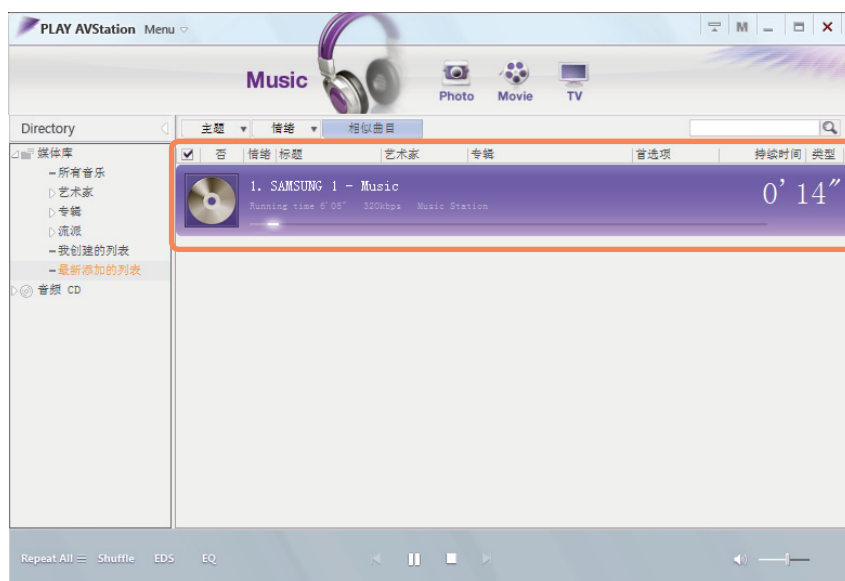 PLAY AVStation Menu
M
Music
Photo Movie TV
Directory
主题 情绪 相似曲目
媒体库
否 情绪 标题 艺术家 专辑 首选项 持续时间 类型
所有音乐
艺术家
专辑
流派
我创建的列表
最新添加的列表
音频 CD
1. SAMSUNG 1 - Music
0' 14"
Running time 6'05" 320kbps Music Station
Repeat All Shuffle EDS EQ